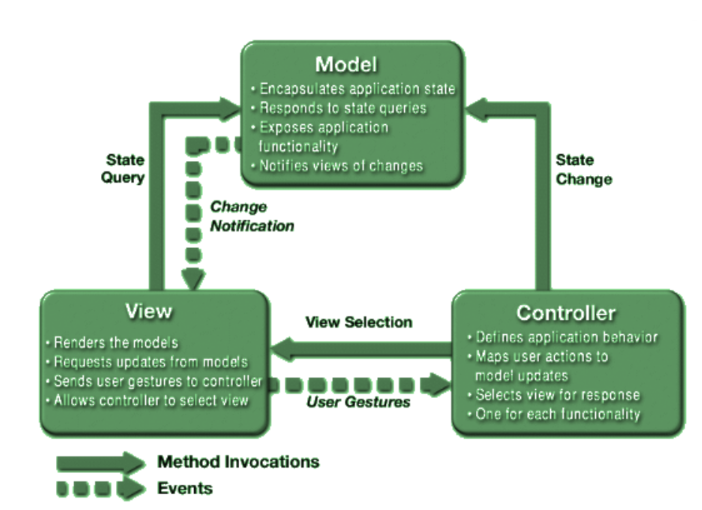 Model
• Encapsulates application state
• Responds to state queries
• Exposes application
functionality
• Notifies views of changes
State
Query
State
Change
Change
Notification
View
• Renders the models
• Requests updates from models
• Sends user gestures to controller
• Allows controller to select view
View Selection
User Gestures
Controller
• Defines application behavior
• Maps user actions to
model updates
• Selects view for response
• One for each functionality
Method Invocations
Events